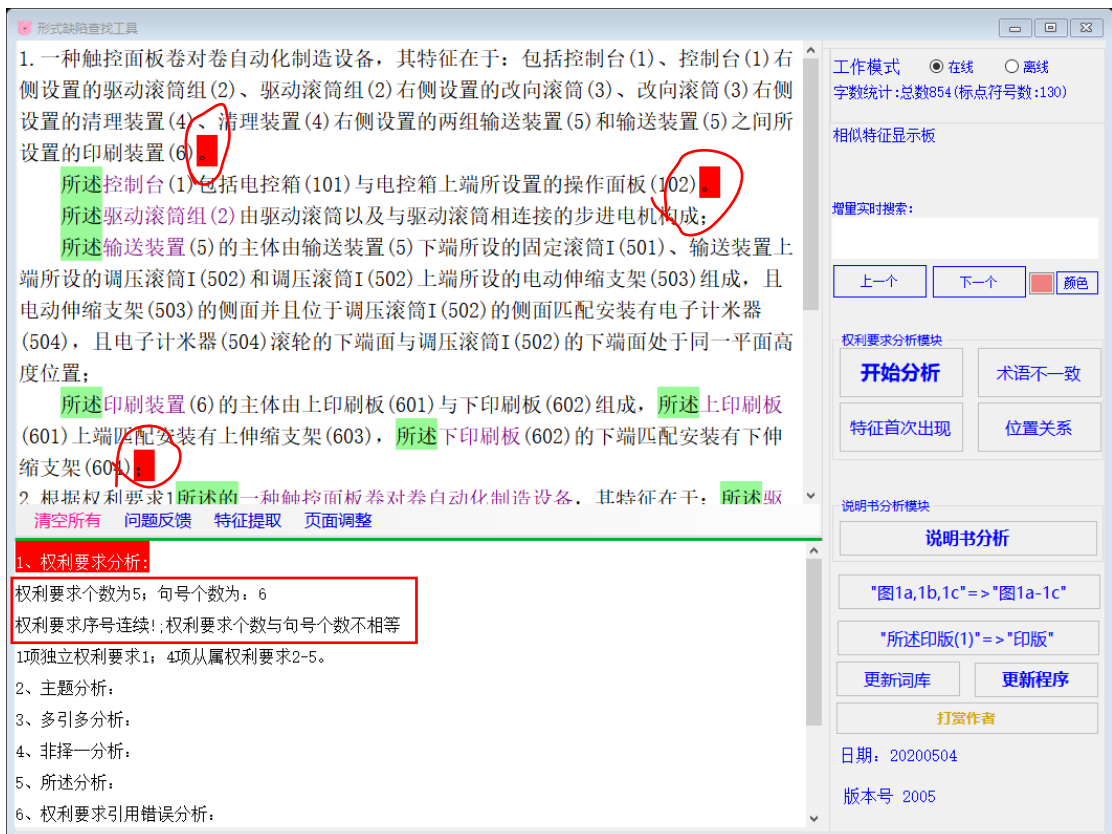 形式缺陷查找工具
1.一种触控面板卷对卷自动化制造设备，其特征在于：包括控制台(1)、控制台(1)右
侧设置的驱动滚筒组(2)、驱动滚筒组(2)右侧设置的改向滚筒(3)、改向滚筒(3)右侧
设置的清理装置(4)、清理装置(4)右侧设置的两组输送装置(5)和输送装置(5)之间所
设置的印刷装置(6)。
所述控制台(1)包括电控箱(101)与电控箱上端所设置的操作面板(102)。
所述驱动滚筒组(2)由驱动滚筒以及与驱动滚筒相连接的步进电机构成；
所述输送装置(5)的主体由输送装置(5)下端所设的固定滚筒I(501)、输送装置上
端所设的调压滚筒I(502)和调压滚筒I(502)上端所设的电动伸缩支架(503)组成，且
电动伸缩支架(503)的侧面并且位于调压滚筒I(502)的侧面匹配安装有电子计米器
(504)，且电子计米器(504)滚轮的下端面与调压滚筒I(502)的下端面处于同一平面高
度位置；
所述印刷装置(6)的主体由上印刷板(601)与下印刷板(602)组成，所述上印刷板
(601)上端匹配安装有上伸缩支架(603)，所述下印刷板(602)的下端匹配安装有下伸
缩支架(604)；
2.根据权利要求1所述的一种触控面板卷对卷自动化制造设备，其特征在于：所述驱
清空所有 问题反馈 特征提取 页面调整
1、权利要求分析:
权利要求个数为5；句号个数为：6
权利要求序号连续!;权利要求个数与句号个数不相等
1项独立权利要求1；4项从属权利要求2-5。
2、主题分析：
3、多引多分析：
4、非择一分析：
5、所述分析：
6、权利要求引用错误分析：
工作模式 在线 离线
字数统计:总数854(标点符号数:130)
相似特征显示板
增量实时搜索:
上一个 下一个 颜色
权利要求分析模块
开始分析 术语不一致
特征首次出现 位置关系
说明书分析模块
说明书分析
"图1a,1b,1c"=>"图1a-1c"
"所述印版(1)"=>"印版"
更新词库 更新程序
打赏作者
日期: 20200504
版本号 2005